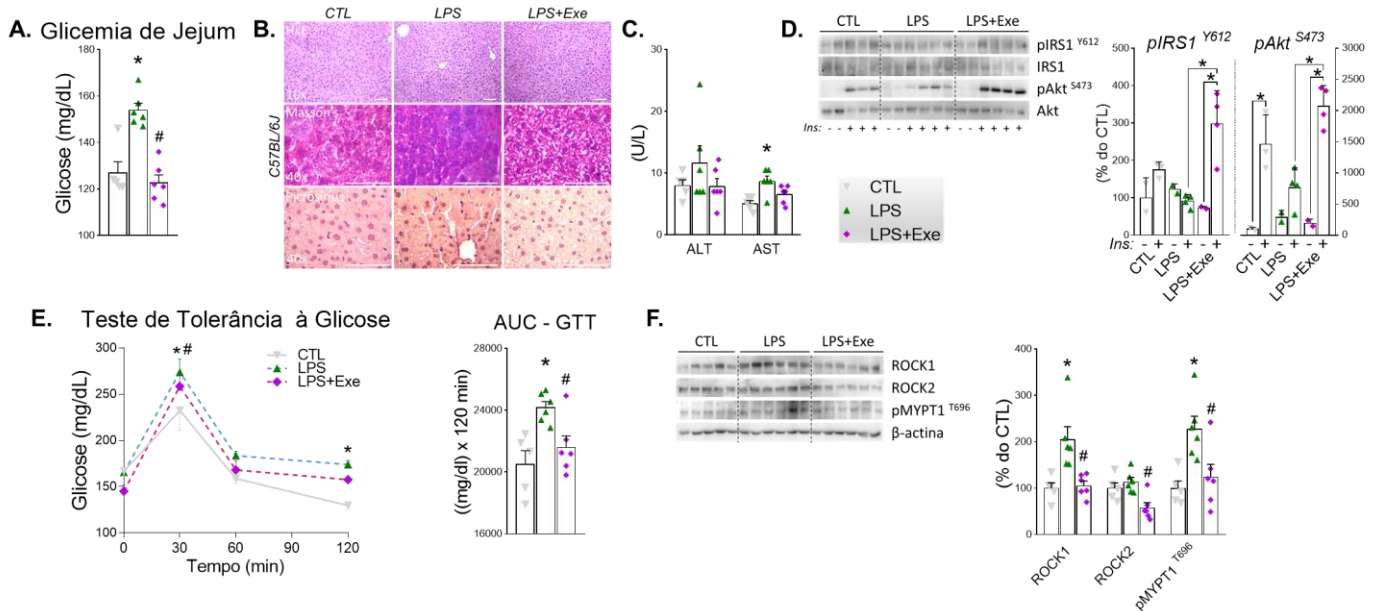 A.
Glicemia de Jejum
Glicose (mg/dL)
180
160
140
120
100
*
#
B.
CTL
LPS
LPS+Exe
C57BL/6J
H&E
10x
Masson
40x
Picrosirius
40x
C.
(U/L)
30
20
10
0
*
ALT
AST
D.
CTL
LPS
LPS+Exe
pIRS1 Y612
IRS1
pAkt S473
Akt
Ins: - - + + + - - + + + + - - + + + +
CTL
LPS
LPS+Exe
pIRS1 Y612
pAkt S473
(% do CTL)
500
400
300
200
100
0
3000
2500
2000
1500
1000
500
0
* * * * *
Ins: - + - + - + - + - + - +
CTL
LPS
LPS+Exe
CTL
LPS
LPS+Exe
E.
Teste de Tolerância à Glicose
Glicose (mg/dL)
300
250
200
150
100
* #
*
CTL
LPS
LPS+Exe
0
30
60
90
120
Tempo (min)
AUC - GTT
((mg/dl) x 120 min)
28000
24000
20000
16000
*
#
F.
CTL
LPS
LPS+Exe
ROCK1
ROCK2
pMYPT1 T696
β-actina
(% do CTL)
400
300
200
100
0
*
#
#
*
#
ROCK1
ROCK2
pMYPT1 T696